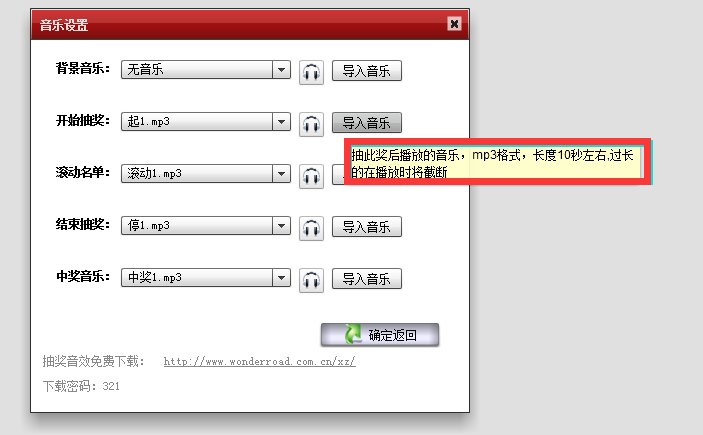 音乐设置
背景音乐： 无音乐 导入音乐
开始抽奖： 起1.mp3 导入音乐
抽此奖后播放的音乐，mp3格式，长度10秒左右,过长
的在播放时将截断
滚动名单： 滚动1.mp3
结束抽奖： 停1.mp3 导入音乐
中奖音乐： 中奖1.mp3 导入音乐
确定返回
抽奖音效免费下载： http://www.wonderroad.com.cn/xz/
下载密码：321